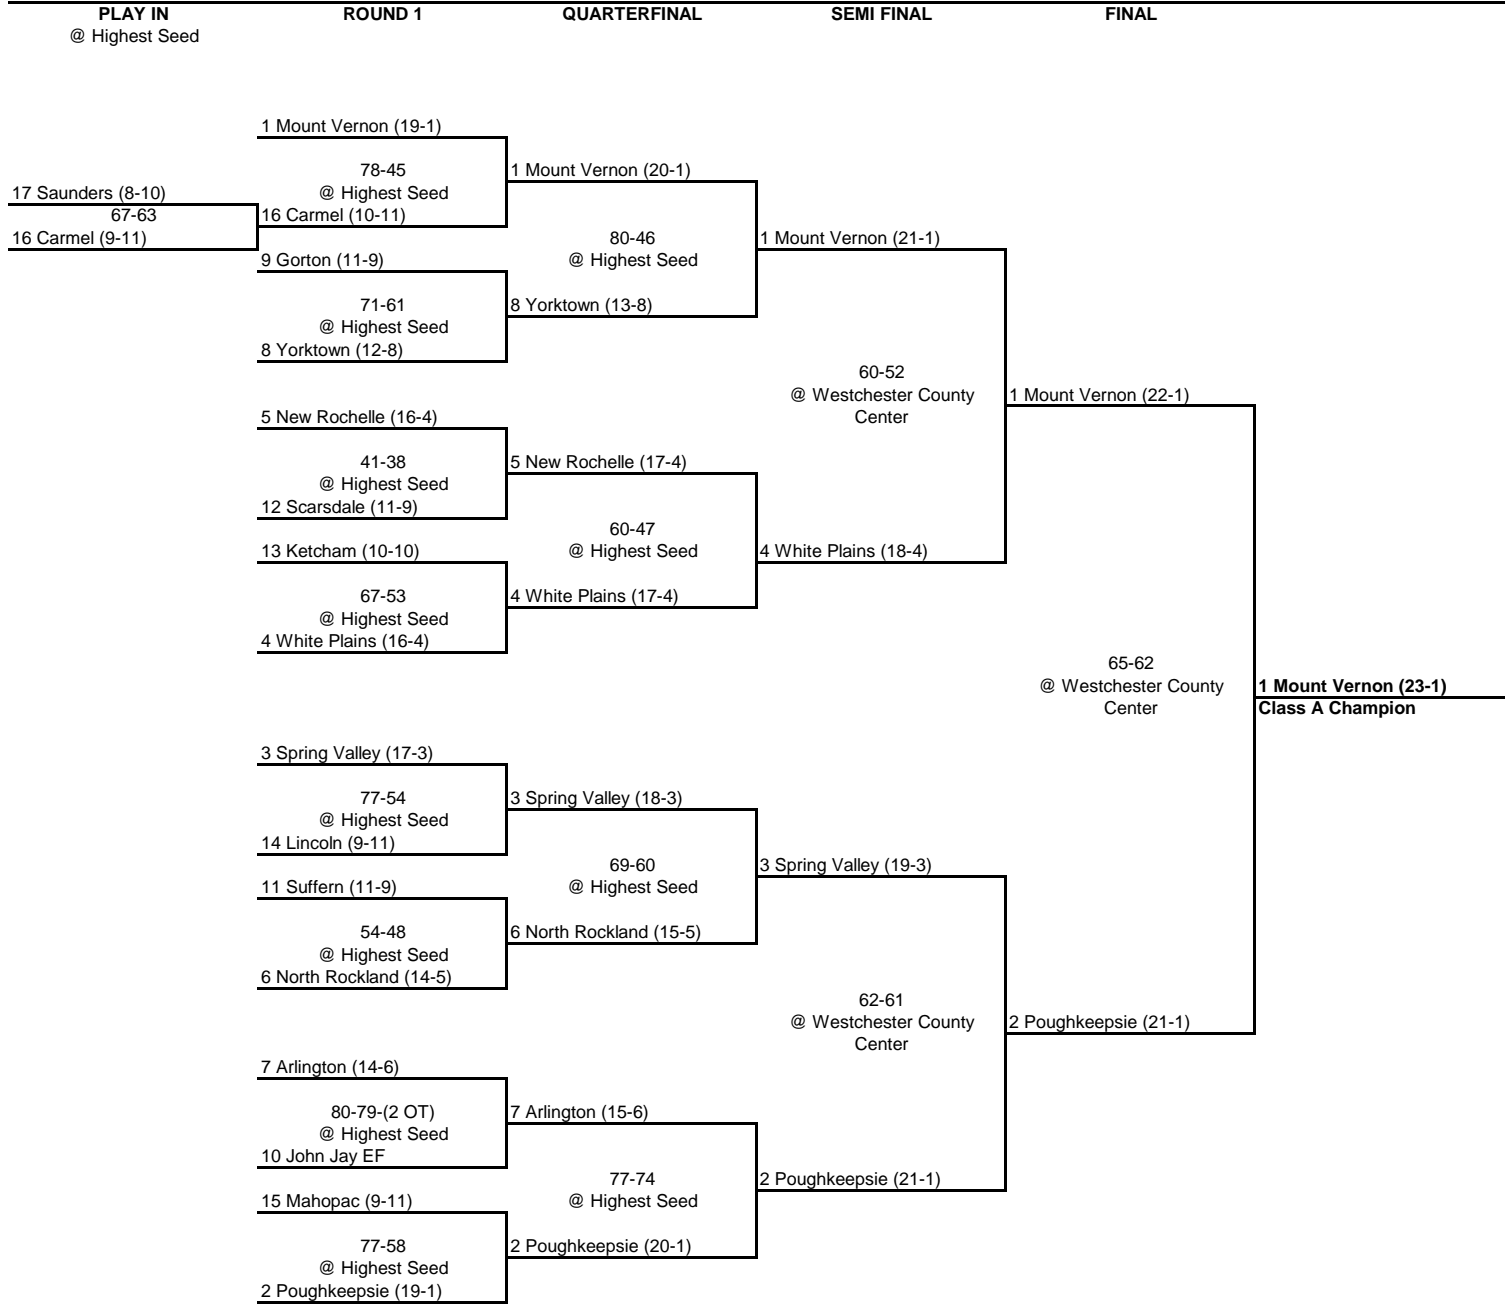 PLAY IN
@ Highest Seed
ROUND 1
QUARTERFINAL
SEMI FINAL
FINAL
1 Mount Vernon (19-1)
78-45
@ Highest Seed
1 Mount Vernon (20-1)
17 Saunders (8-10)
67-63
16 Carmel (10-11)
16 Carmel (9-11)
80-46
@ Highest Seed
1 Mount Vernon (21-1)
9 Gorton (11-9)
71-61
@ Highest Seed
8 Yorktown (13-8)
8 Yorktown (12-8)
60-52
@ Westchester County
Center
1 Mount Vernon (22-1)
5 New Rochelle (16-4)
41-38
@ Highest Seed
5 New Rochelle (17-4)
12 Scarsdale (11-9)
60-47
@ Highest Seed
4 White Plains (18-4)
13 Ketcham (10-10)
67-53
@ Highest Seed
4 White Plains (17-4)
4 White Plains (16-4)
65-62
@ Westchester County
Center
1 Mount Vernon (23-1)
Class A Champion
3 Spring Valley (17-3)
77-54
@ Highest Seed
3 Spring Valley (18-3)
14 Lincoln (9-11)
69-60
@ Highest Seed
3 Spring Valley (19-3)
11 Suffern (11-9)
54-48
@ Highest Seed
6 North Rockland (15-5)
6 North Rockland (14-5)
62-61
@ Westchester County
Center
2 Poughkeepsie (21-1)
7 Arlington (14-6)
80-79-(2 OT)
@ Highest Seed
7 Arlington (15-6)
10 John Jay EF
77-74
@ Highest Seed
2 Poughkeepsie (21-1)
15 Mahopac (9-11)
77-58
@ Highest Seed
2 Poughkeepsie (20-1)
2 Poughkeepsie (19-1)